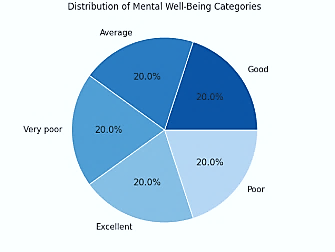 Distribution of Mental Well-Being Categories
Average
Good
20.0%
20.0%
Very poor
20.0%
20.0%
20.0%
Poor
Excellent